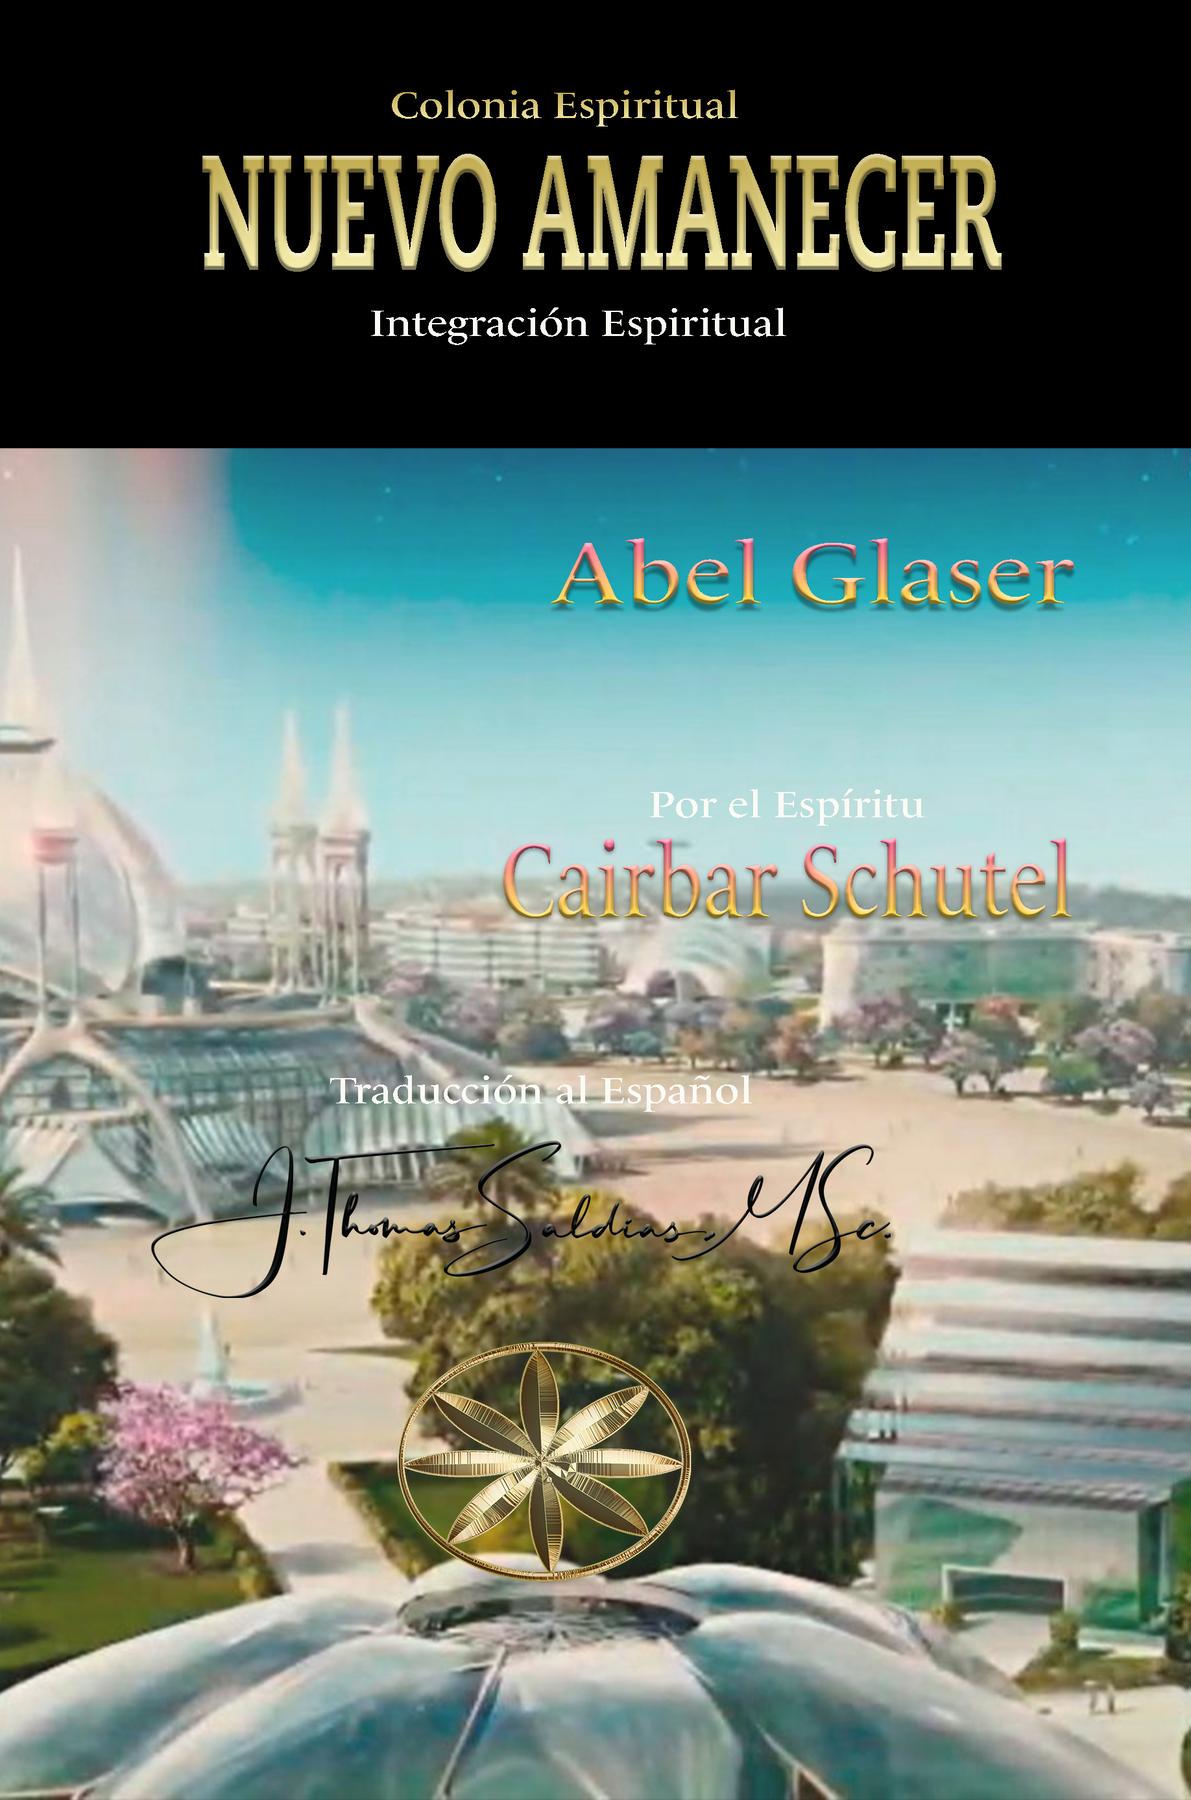 Colonia Espiritual
NUEVO AMANECER
Integración Espiritual
Abel Glaser
Por el Espíritu
Cairbar Schutel
Traducción al Español
J. Thomas Saldias, MSc.